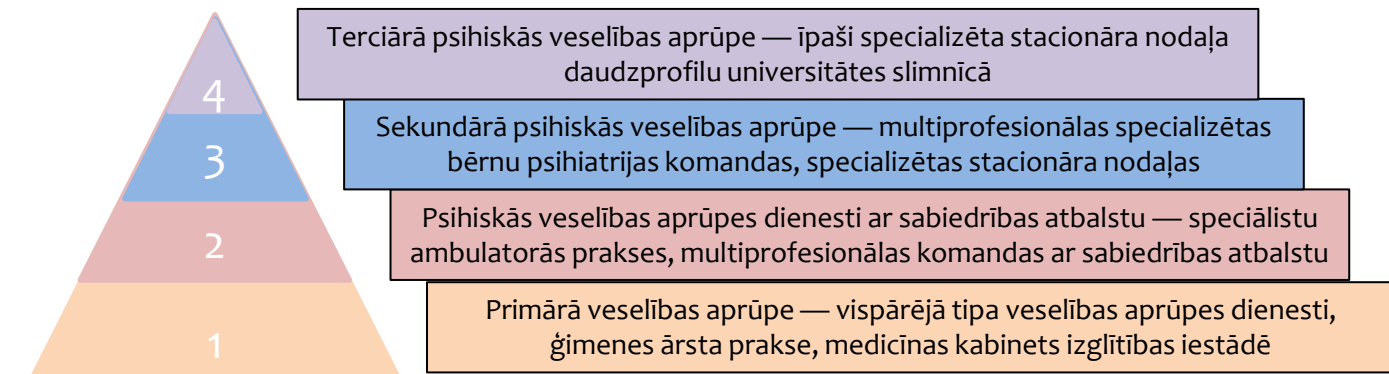 4
Terciārā psihiskās veselības aprūpe — īpaši specializēta stacionāra nodaļa
daudzprofilu universitātes slimnīcā
3
Sekundārā psihiskās veselības aprūpe — multiprofesionālas specializētas
bērnu psihiatrijas komandas, specializētas stacionāra nodaļas
2
Psihiskās veselības aprūpes dienesti ar sabiedrības atbalstu — speciālistu
ambulatorās prakses, multiprofesionālas komandas ar sabiedrības atbalstu
1
Primārā veselības aprūpe — vispārējā tipa veselības aprūpes dienesti,
ģimenes ārsta prakse, medicīnas kabinets izglītības iestādē